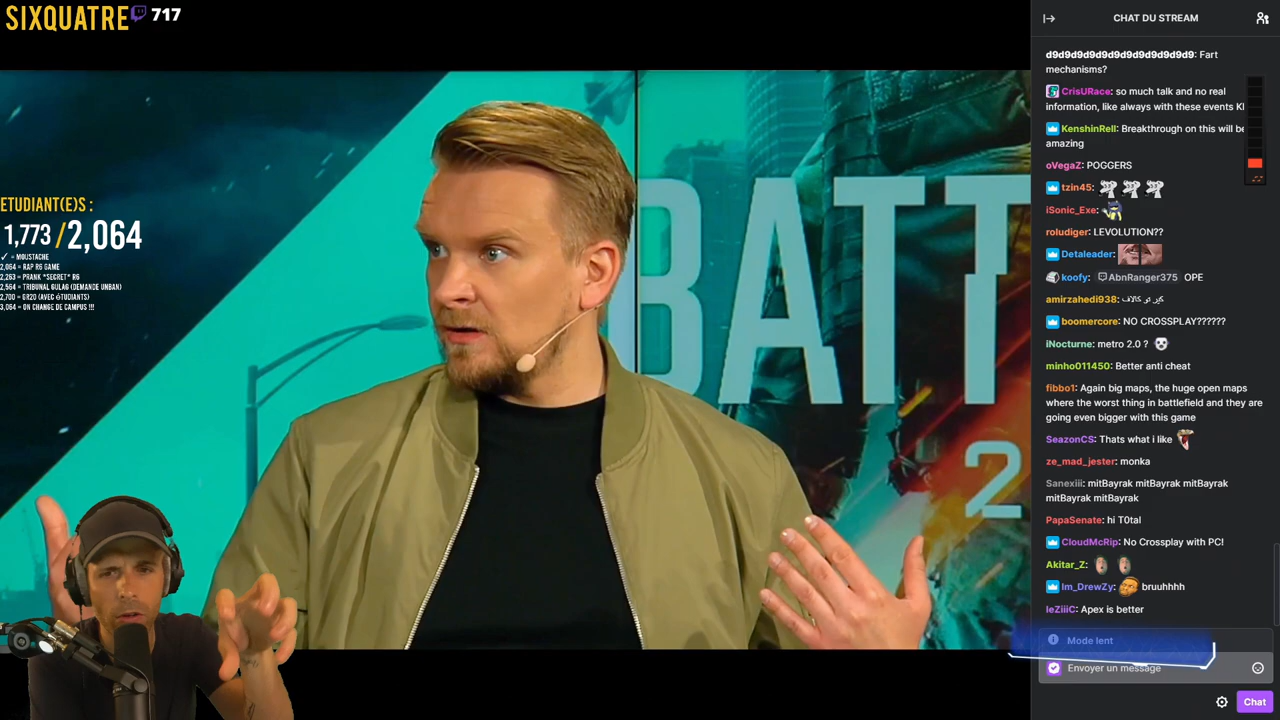 SIXQUATRE 717
ETUDIANT(E)S :
1,773 /2,064
✓ = MOUSTACHE
2,064 = RAP R6 GAME
2,263 = PRANK *SECRET* R6
2,564 = TRIBUNAL GULAG (DEMANDE UNBAN)
2,700 = GR20 (AVEC ÉTUDIANTS)
3,064 = ON CHANGE DE CAMPUS !!!
BATT
2
CHAT DU STREAM
d9d9d9d9d9d9d9d9d9d9d9d9d9: Fart
mechanisms?
CrisURace: so much talk and no real
information, like always with these events
KenshinRell: Breakthrough on this will be
amazing
oVegaZ: POGGERS
tzin45:
iSonic_Exe:
roludiger: LEVOLUTION??
Detaleader:
koofy: AbnRanger375 OPE
amirzahedi938: کیر تو کالاف
boomercore: NO CROSSPLAY??????
iNocturne: metro 2.0 ?
minho011450: Better anti cheat
fibbo1: Again big maps, the huge open maps
where the worst thing in battlefield and they are
going even bigger with this game
SeazonCS: Thats what i like
ze_mad_jester: monka
Sanexiii: mitBayrak mitBayrak mitBayrak
mitBayrak mitBayrak
PapaSenate: hi T0tal
CloudMcRip: No Crossplay with PC!
Akitar_Z:
Im_DrewZy: bruuhhhh
leZiiiC: Apex is better
Mode lent
Envoyer un message
Chat